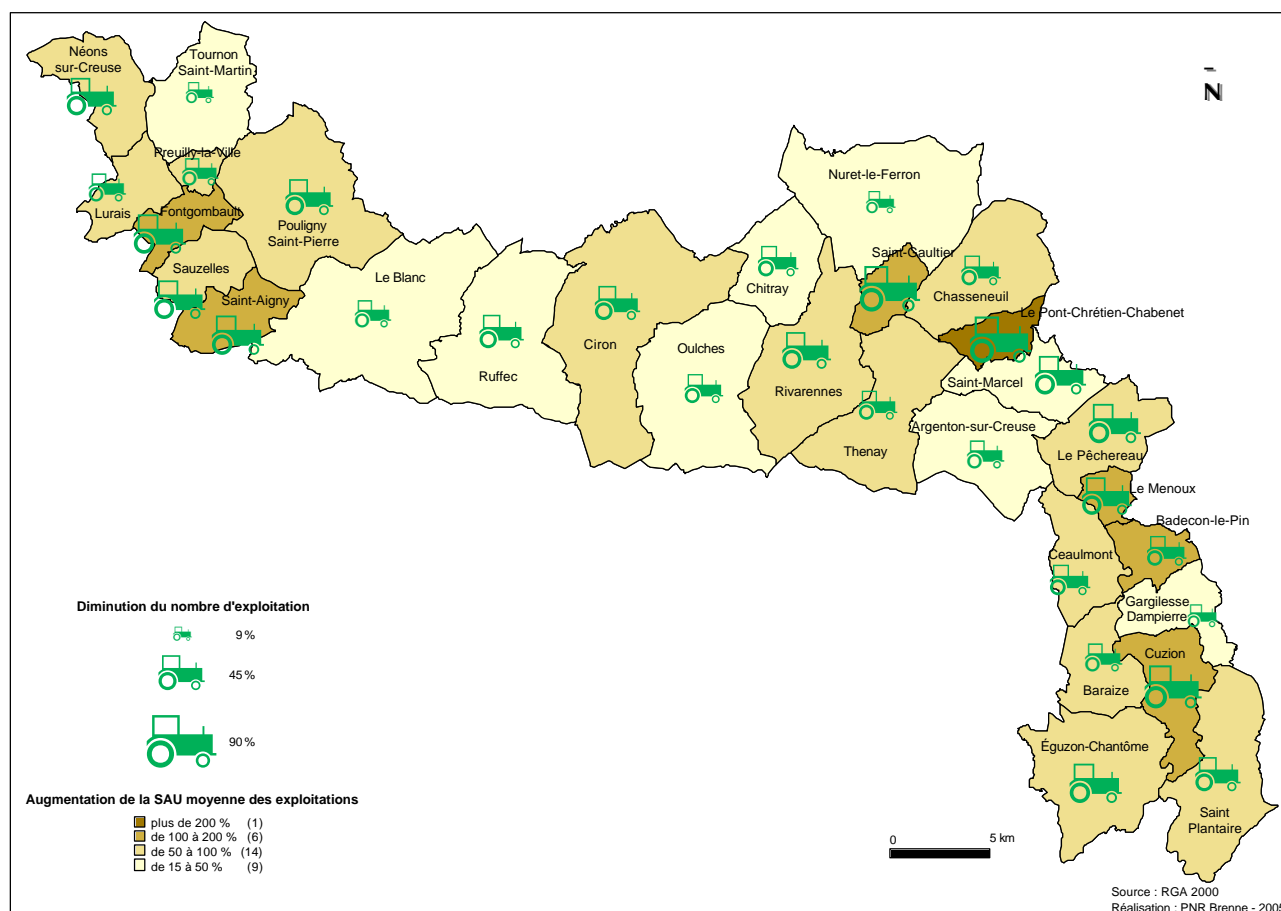 Néons
sur-Creuse
Tournon
Saint-Martin
N
Preuilly-la-Ville
Nuret-le-Ferron
Lurais
Fontgombault
Pouligny
Saint-Pierre
Sauzelles
Saint-Gaultier
Le Blanc
Chitray
Chasseneuil
Saint-Aigny
Le Pont-Chrétien-Chabenet
Ciron
Oulches
Ruffec
Rivarennes
Saint-Marcel
Argenton-sur-Creuse
Thenay
Le Pêchereau
Le Menoux
Badecon-le-Pin
Ceaulmont
Gargilesse
Dampierre
Cuzion
Baraize
Éguzon-Chantôme
Saint
Plantaire
Diminution du nombre d'exploitation
9 %
45 %
90 %
Augmentation de la SAU moyenne des exploitations
plus de 200 % (1)
de 100 à 200 % (6)
de 50 à 100 % (14)
de 15 à 50 % (9)
0 5 km
Source : RGA 2000
Réalisation : PNR Brenne - 2005